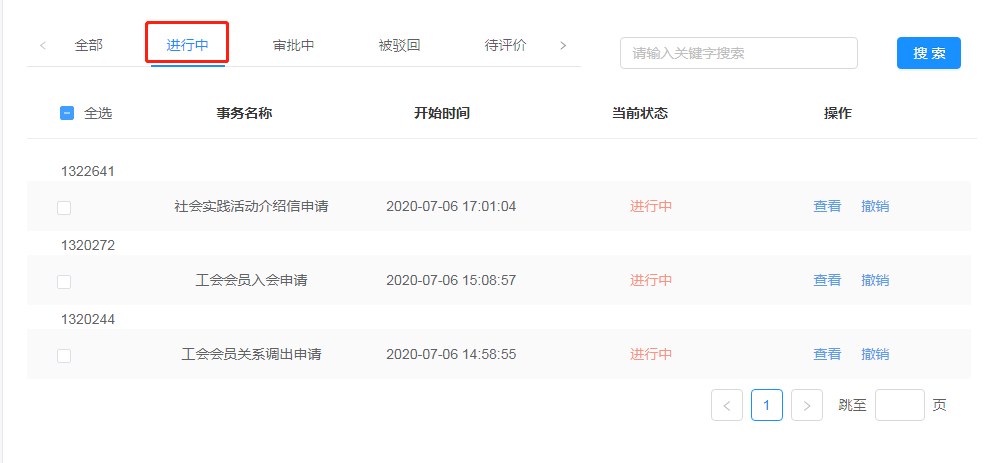 全部 进行中 审批中 被驳回 待评价 请输入关键字搜索 搜 索
全选 事务名称 开始时间 当前状态 操作
1322641
社会实践活动介绍信申请 2020-07-06 17:01:04 进行中 查看 撤销
1320272
工会会员入会申请 2020-07-06 15:08:57 进行中 查看 撤销
1320244
工会会员关系调出申请 2020-07-06 14:58:55 进行中 查看 撤销
1 跳至 页